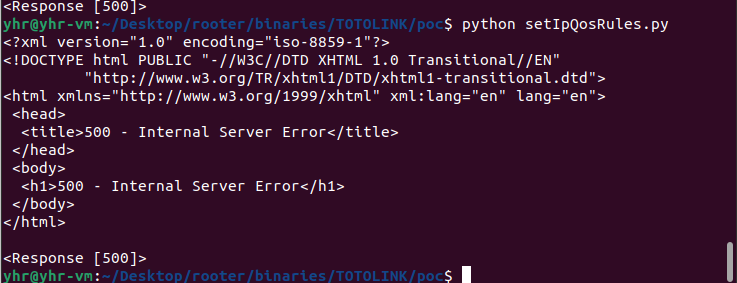 <Response [500]>
yhr@yhr-vm:~/Desktop/rooter/binaries/TOTOLINK/poc$ python setIpQosRules.py
<?xml version="1.0" encoding="iso-8859-1"?>
<!DOCTYPE html PUBLIC "-//W3C//DTD XHTML 1.0 Transitional//EN"
         "http://www.w3.org/TR/xhtml1/DTD/xhtml1-transitional.dtd">
<html xmlns="http://www.w3.org/1999/xhtml" xml:lang="en" lang="en">
 <head>
  <title>500 - Internal Server Error</title>
 </head>
 <body>
  <h1>500 - Internal Server Error</h1>
 </body>
</html>

<Response [500]>
yhr@yhr-vm:~/Desktop/rooter/binaries/TOTOLINK/poc$